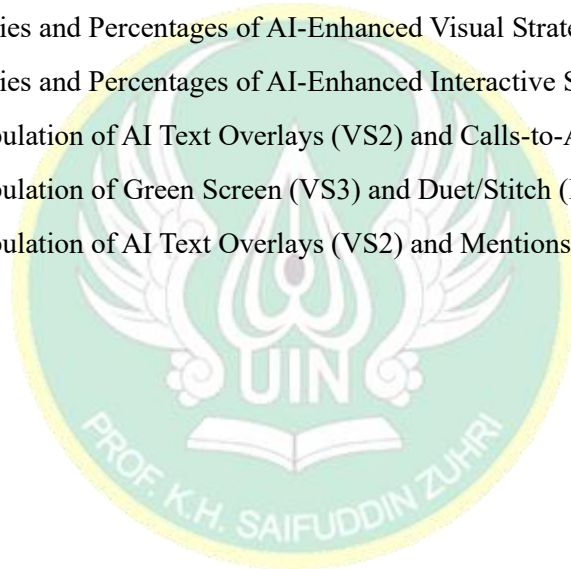 ies and Percentages of AI-Enhanced Visual Strate
ies and Percentages of AI-Enhanced Interactive S
oulation of AI Text Overlays (VS2) and Calls-to-A
oulation of Green Screen (VS3) and Duet/Stitch (
oulation of AI Text Overlays (VS2) and Mentions
UIN
PROF. K.H. SAIFUDDIN ZUHRI